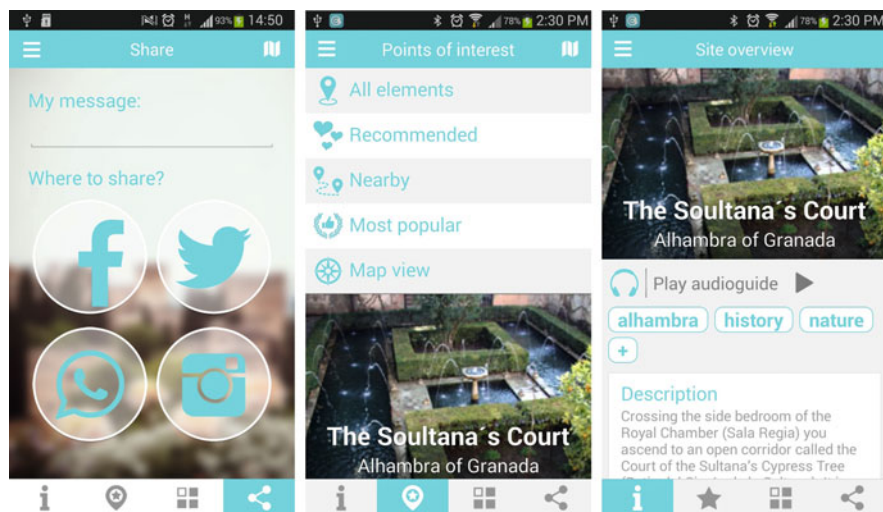 93% 14:50
Share
My message:
Where to share?
78% 2:30 PM
Points of interest
All elements
Recommended
Nearby
Most popular
Map view
The Soultana´s Court
Alhambra of Granada
78% 2:30 PM
Site overview
The Soultana´s Court
Alhambra of Granada
Play audioguide
alhambra history nature
+
Description
Crossing the side bedroom of the
Royal Chamber (Sala Regia) you
ascend to an open corridor called the
Court of the Sultana's Cypress Tree